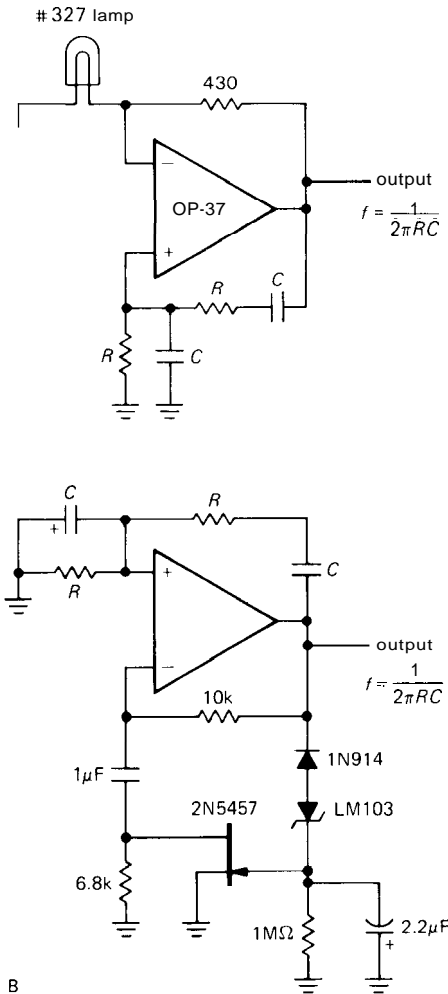 # 327 lamp
430
−
OP-37
+
output
f = 1/2πRC
R
C
R
C
C
+
R
R
+
C
−
output
f = 1/2πRC
10k
1µF
1N914
2N5457
LM103
6.8k
1MΩ
2.2µF
+
B